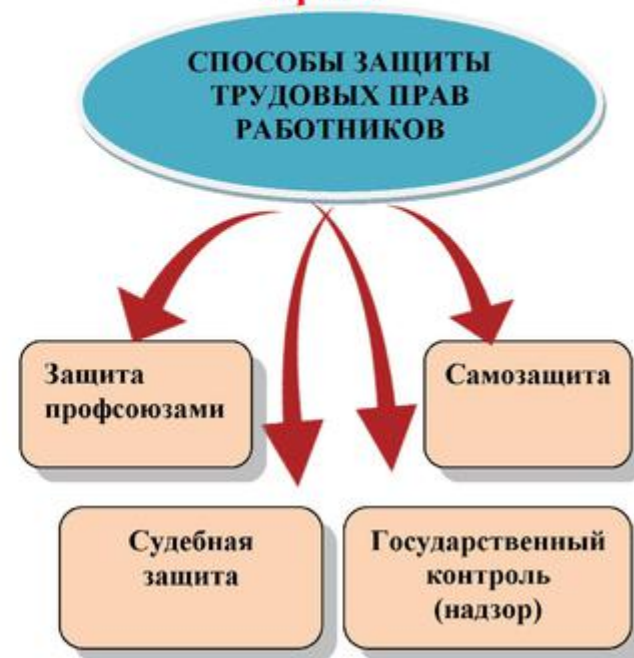 СПОСОБЫ ЗАЩИТЫ
ТРУДОВЫХ ПРАВ
РАБОТНИКОВ
Защита
профсоюзами
Самозащита
Судебная
защита
Государственный
контроль
(надзор)